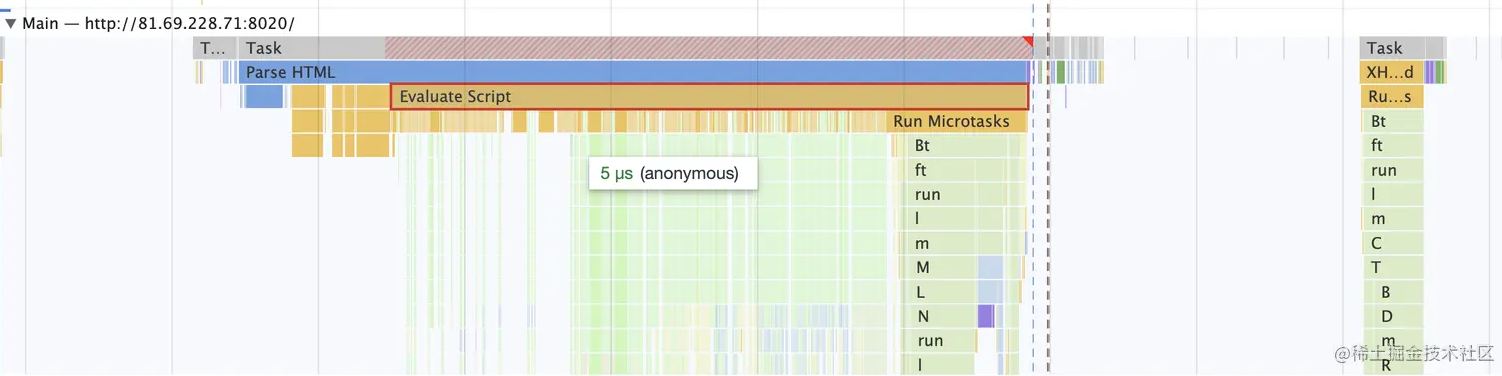 Main — http://81.69.228.71:8020/
T... Task Task
Parse HTML XH...d
Evaluate Script Ru...s
Run Microtasks Bt
Bt ft
5 μs (anonymous)
ft run
run l
l m
m C
M T
L B
N D
run m
l R
@稀土掘金技术社区